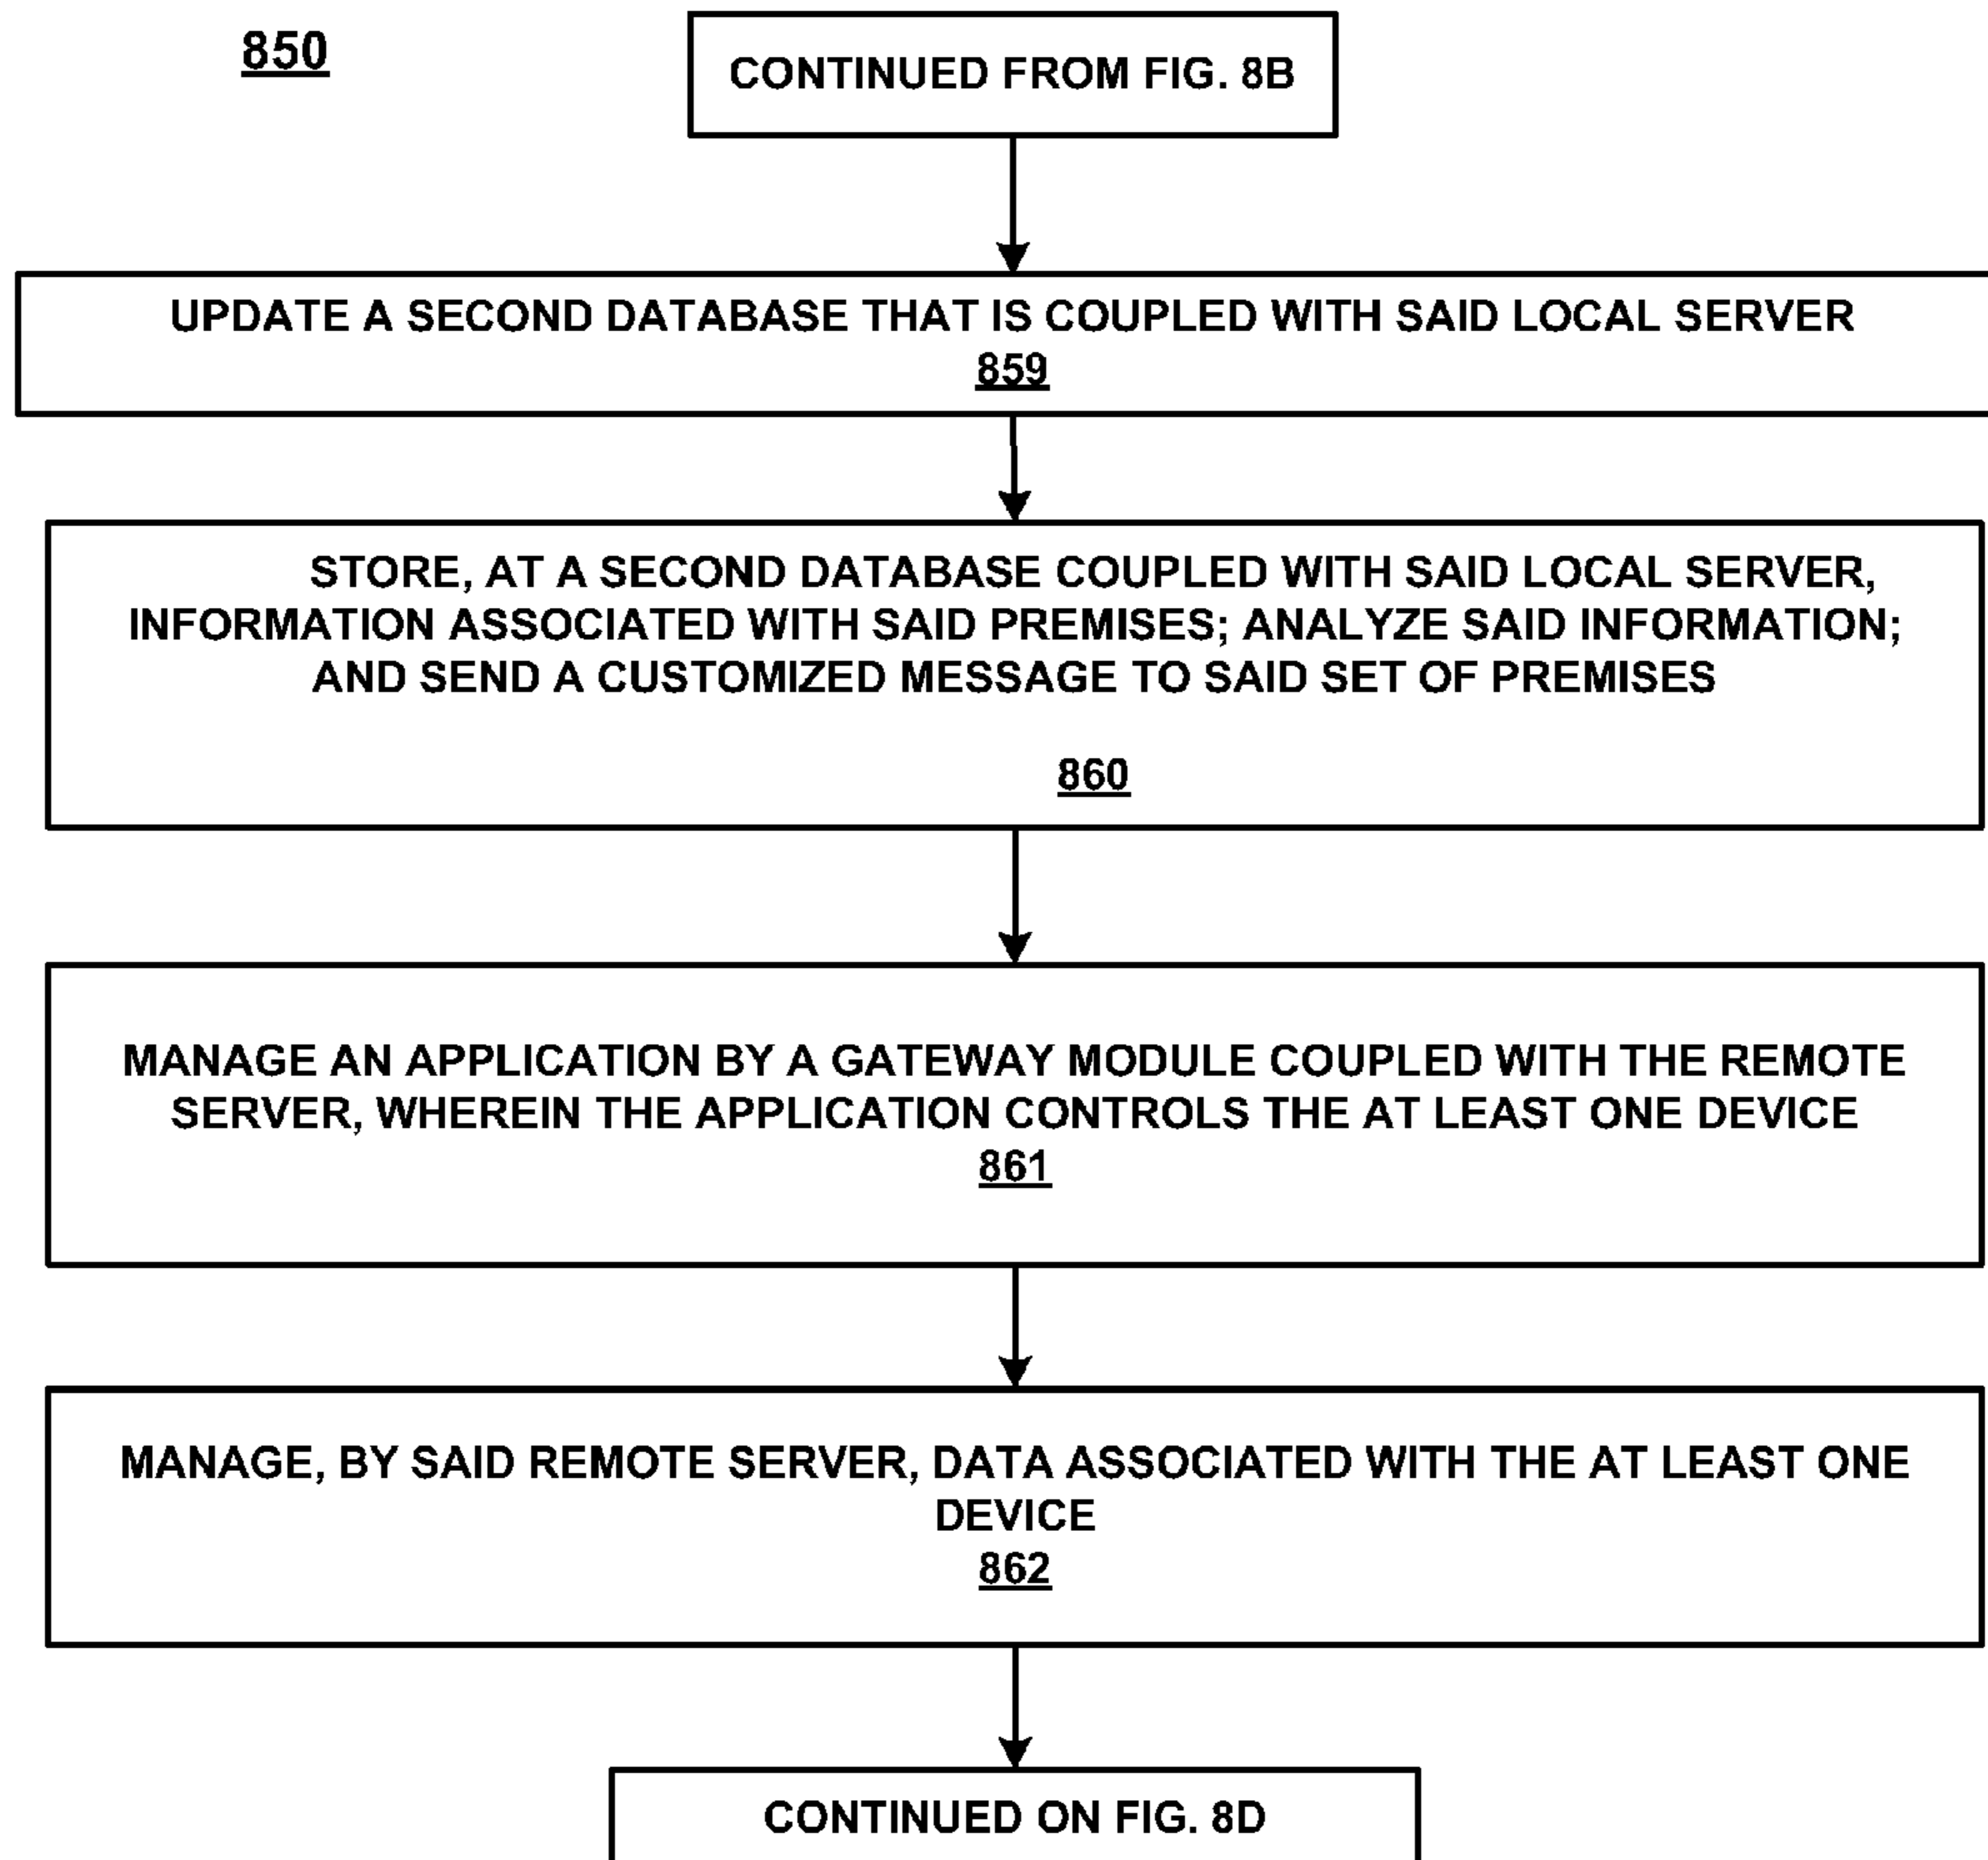 850
CONTINUED FROM FIG. 8B
UPDATE A SECOND DATABASE THAT IS COUPLED WITH SAID LOCAL SERVER
859
STORE, AT A SECOND DATABASE COUPLED WITH SAID LOCAL SERVER,
INFORMATION ASSOCIATED WITH SAID PREMISES; ANALYZE SAID INFORMATION;
AND SEND A CUSTOMIZED MESSAGE TO SAID SET OF PREMISES
860
MANAGE AN APPLICATION BY A GATEWAY MODULE COUPLED WITH THE REMOTE
SERVER, WHEREIN THE APPLICATION CONTROLS THE AT LEAST ONE DEVICE
861
MANAGE, BY SAID REMOTE SERVER, DATA ASSOCIATED WITH THE AT LEAST ONE
DEVICE
862
CONTINUED ON FIG. 8D